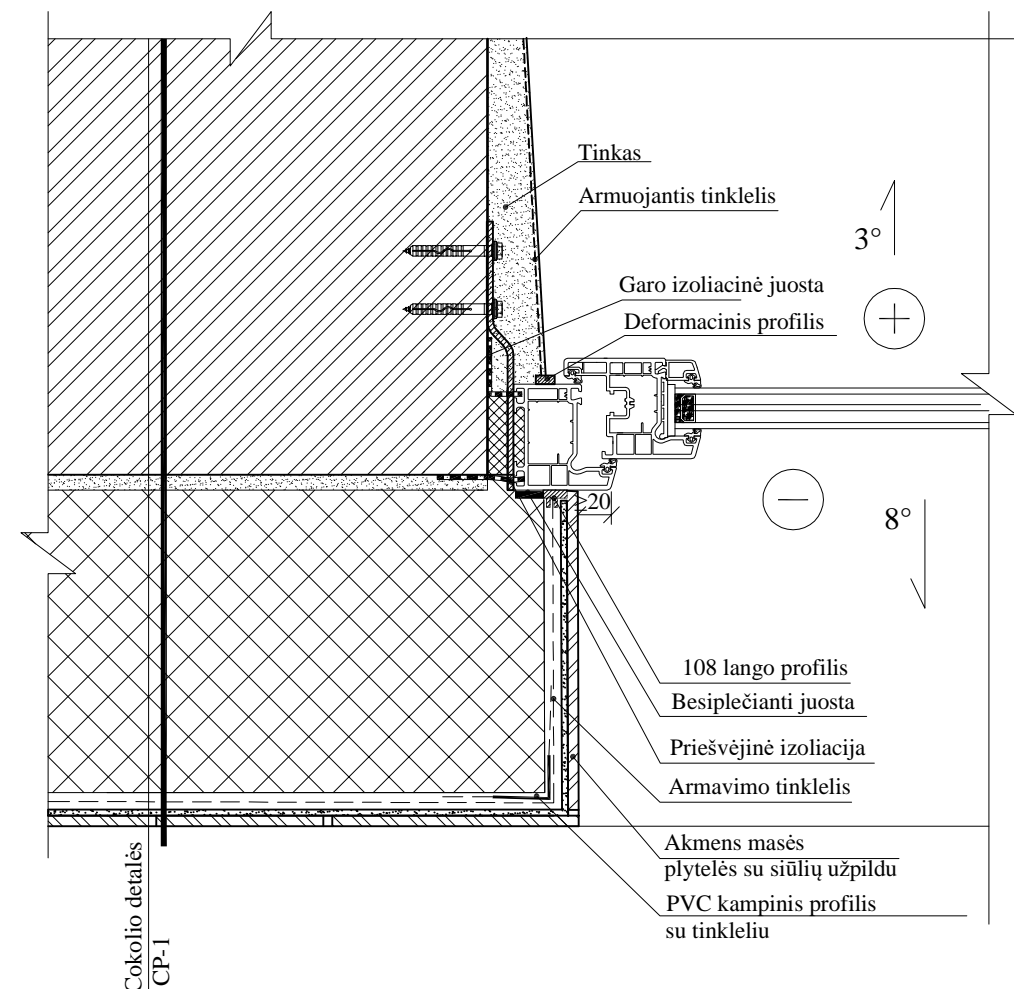 Tinkas
Armuojantis tinklelis
3°
Garo izoliacinė juosta
Deformacinis profilis
+
−
≥20
8°
108 lango profilis
Besiplečianti juosta
Priešvėjinė izoliacija
Armavimo tinklelis
Akmens masės
plytelės su siūlių užpildu
PVC kampinis profilis
su tinkleliu
Cokolio detalės
CP-1